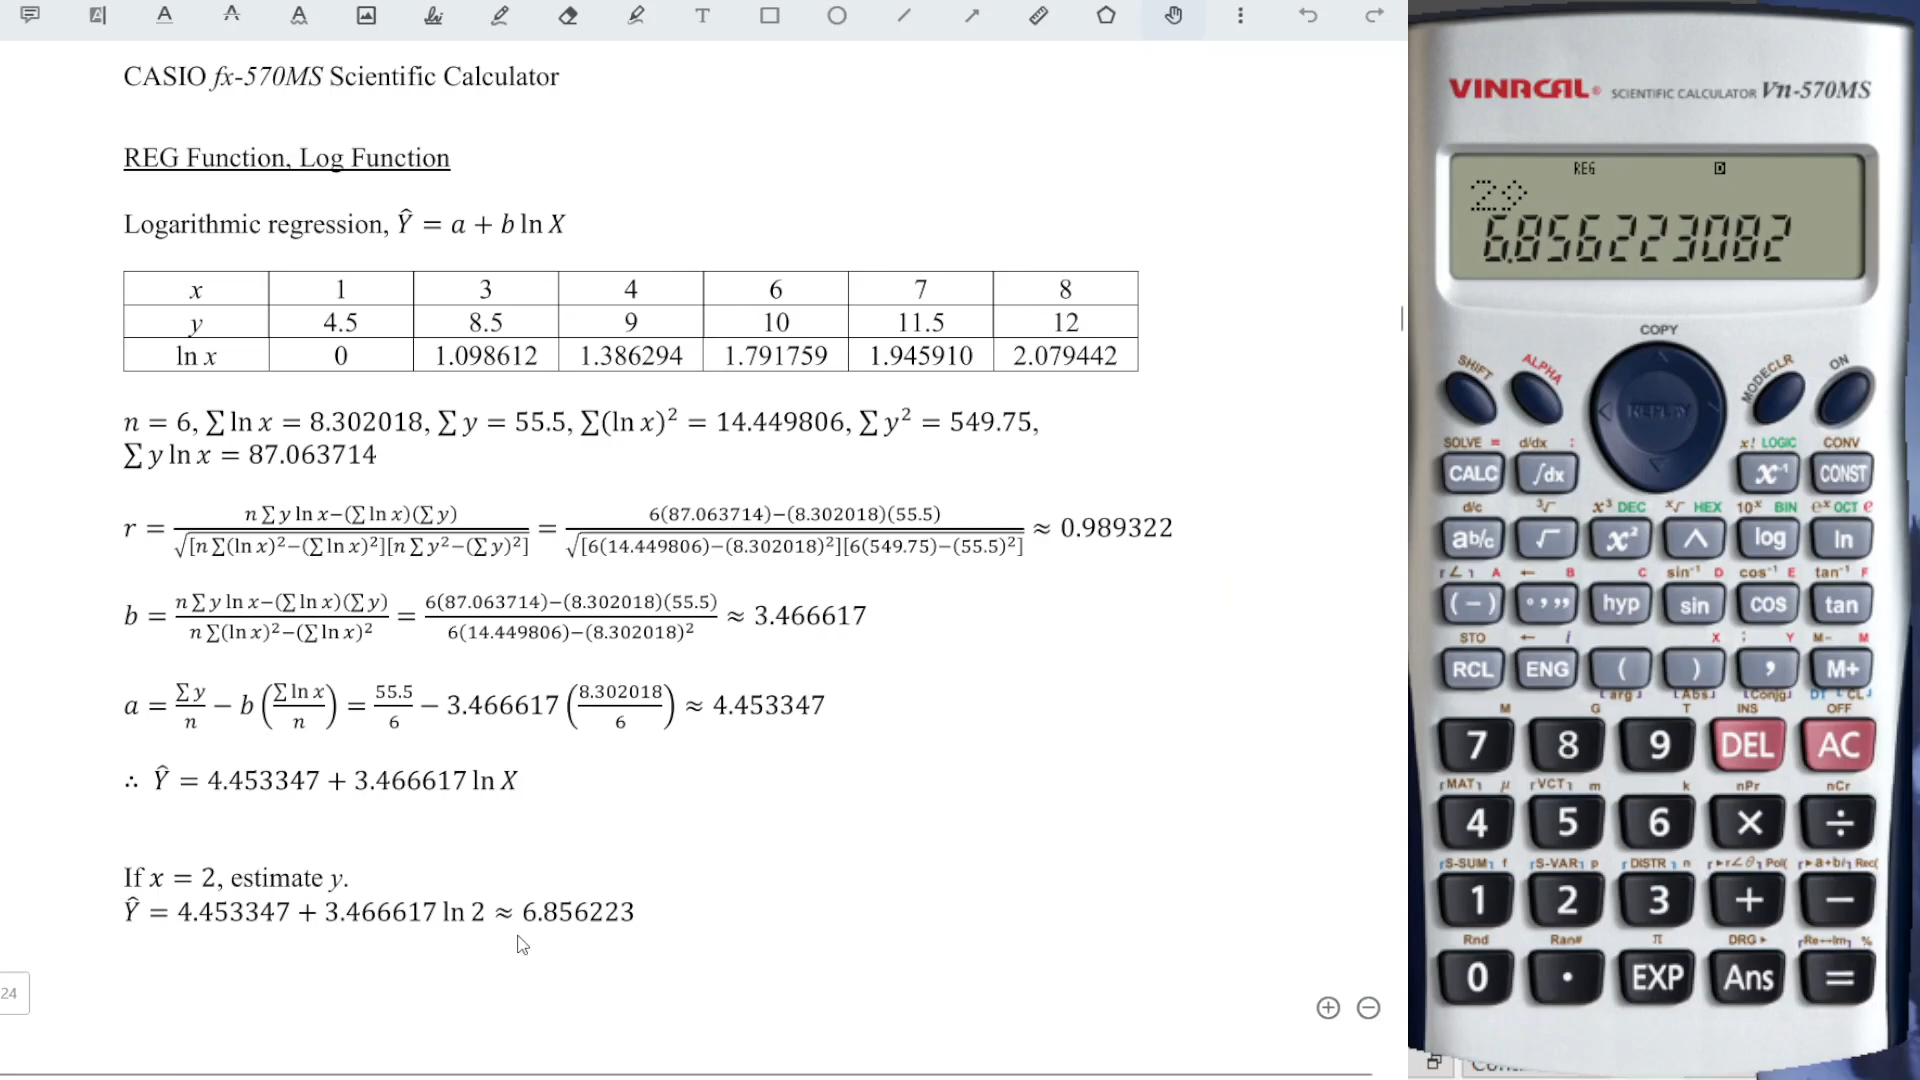 CASIO fx-570MS Scientific Calculator
REG Function, Log Function
Logarithmic regression, Ŷ = a + b ln X
x 1 3 4 6 7 8
y 4.5 8.5 9 10 11.5 12
ln x 0 1.098612 1.386294 1.791759 1.945910 2.079442
n = 6, ∑ ln x = 8.302018, ∑ y = 55.5, ∑(ln x)² = 14.449806, ∑ y² = 549.75,
∑ y ln x = 87.063714
r = n ∑ y ln x−(∑ ln x)(∑ y) / √[n ∑(ln x)²−(∑ ln x)²][n ∑ y²−(∑ y)²] = 6(87.063714)−(8.302018)(55.5) / √[6(14.449806)−(8.302018)²][6(549.75)−(55.5)²] ≈ 0.989322
b = n ∑ y ln x−(∑ ln x)(∑ y) / n ∑(ln x)²−(∑ ln x)² = 6(87.063714)−(8.302018)(55.5) / 6(14.449806)−(8.302018)² ≈ 3.466617
a = ∑ y / n − b (∑ ln x / n) = 55.5 / 6 − 3.466617 (8.302018 / 6) ≈ 4.453347
∴ Ŷ = 4.453347 + 3.466617 ln X
If x = 2, estimate y.
Ŷ = 4.453347 + 3.466617 ln 2 ≈ 6.856223
24
VINACAL® SCIENTIFIC CALCULATOR Vn-570MS
REG D
2ŷ
6.856223082
COPY
SHIFT ALPHA REPLAY MODE CLR ON
SOLVE = d/dx : x! LOGIC CONV
CALC ∫dx x⁻¹ CONST
d/c ³√ x³ DEC ˣ√ HEX 10ˣ BIN eˣ OCT e
ab/c √ x² ^ log ln
r∠ A ← B C sin⁻¹ D cos⁻¹ E tan⁻¹ F
(−) °’” hyp sin cos tan
STO ← i X ; Y M- M
RCL ENG ( ) , M+
arg Abs Conjg DT CL
M G T INS OFF
7 8 9 DEL AC
MAT µ VCT m k nPr nCr
4 5 6 × ÷
S-SUM f S-VAR p DISTR n ►r∠θ Pol( ►a+bi Rec(
1 2 3 + −
Rnd Ran# π DRG► Re↔Im %
0 · EXP Ans =